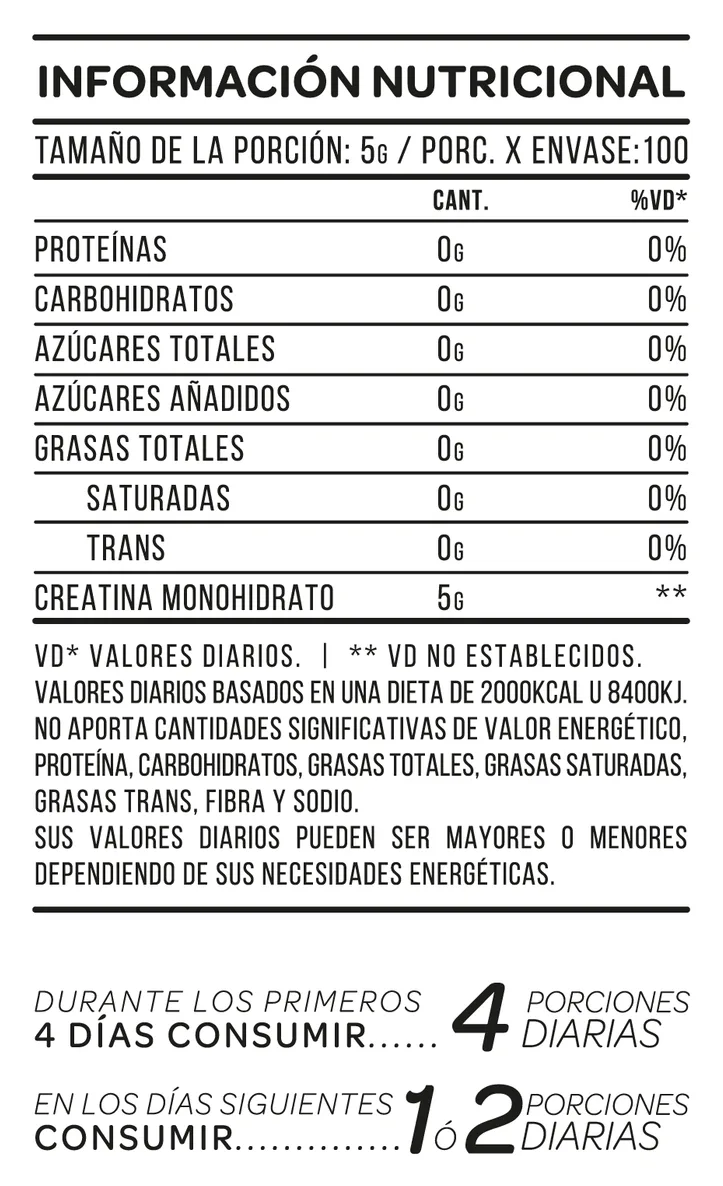 INFORMACIÓN NUTRICIONAL
TAMAÑO DE LA PORCIÓN: 5G / PORC. X ENVASE:100
CANT. %VD*
PROTEÍNAS 0G 0%
CARBOHIDRATOS 0G 0%
AZÚCARES TOTALES 0G 0%
AZÚCARES AÑADIDOS 0G 0%
GRASAS TOTALES 0G 0%
SATURADAS 0G 0%
TRANS 0G 0%
CREATINA MONOHIDRATO 5G **
VD* VALORES DIARIOS. | ** VD NO ESTABLECIDOS.
VALORES DIARIOS BASADOS EN UNA DIETA DE 2000KCAL U 8400KJ.
NO APORTA CANTIDADES SIGNIFICATIVAS DE VALOR ENERGÉTICO,
PROTEÍNA, CARBOHIDRATOS, GRASAS TOTALES, GRASAS SATURADAS,
GRASAS TRANS, FIBRA Y SODIO.
SUS VALORES DIARIOS PUEDEN SER MAYORES O MENORES
DEPENDIENDO DE SUS NECESIDADES ENERGÉTICAS.
DURANTE LOS PRIMEROS
4 DÍAS CONSUMIR...... 4 PORCIONES
DIARIAS
EN LOS DÍAS SIGUIENTES
CONSUMIR.............. 1 ó 2 PORCIONES
DIARIAS